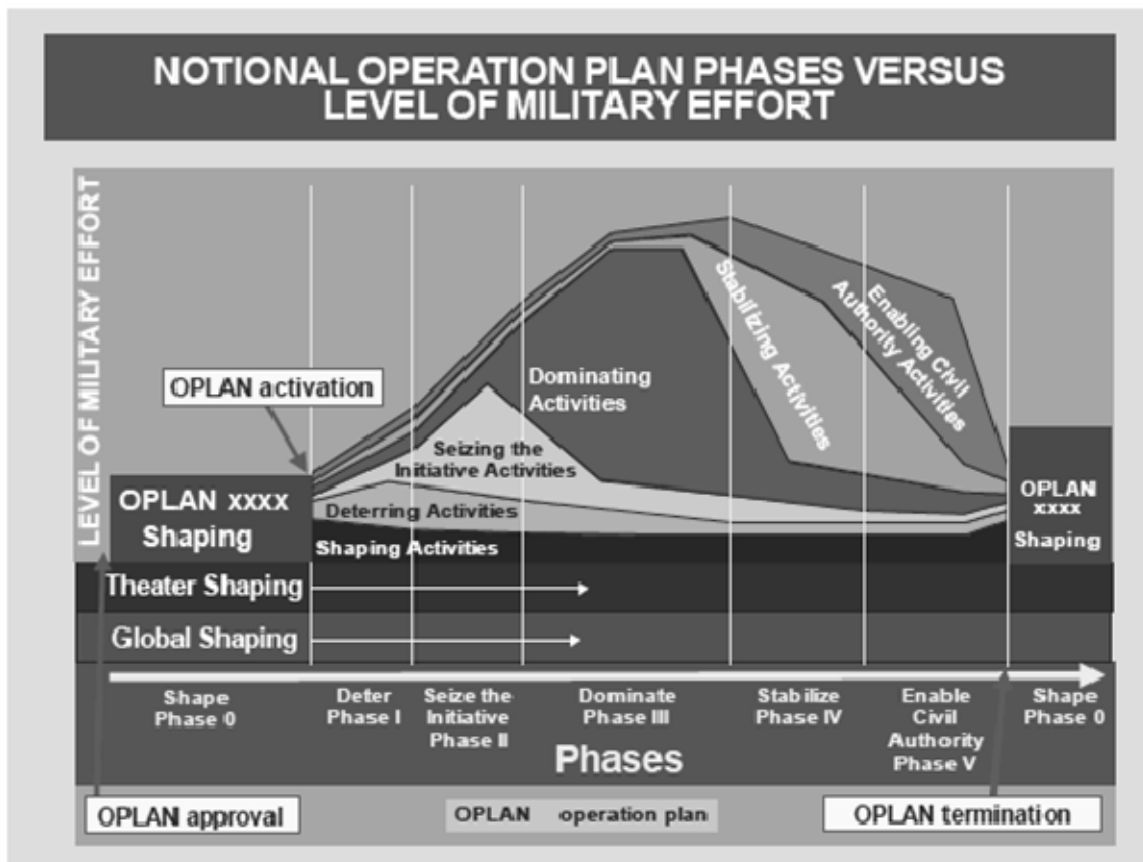 NOTIONAL OPERATION PLAN PHASES VERSUS
LEVEL OF MILITARY EFFORT
LEVEL OF MILITARY EFFORT
OPLAN activation
OPLAN xxxx
Shaping
Dominating
Activities
Seizing the
Initiative Activities
Deterring Activities
Shaping Activities
Stabilizing Activities
Enabling Civil
Authority Activities
OPLAN
xxxx
Shaping
Theater Shaping
Global Shaping
Shape
Phase 0
Deter
Phase I
Seize the
Initiative
Phase II
Dominate
Phase III
Stabilize
Phase IV
Enable
Civil
Authority
Phase V
Shape
Phase 0
Phases
OPLAN approval
OPLAN operation plan
OPLAN termination